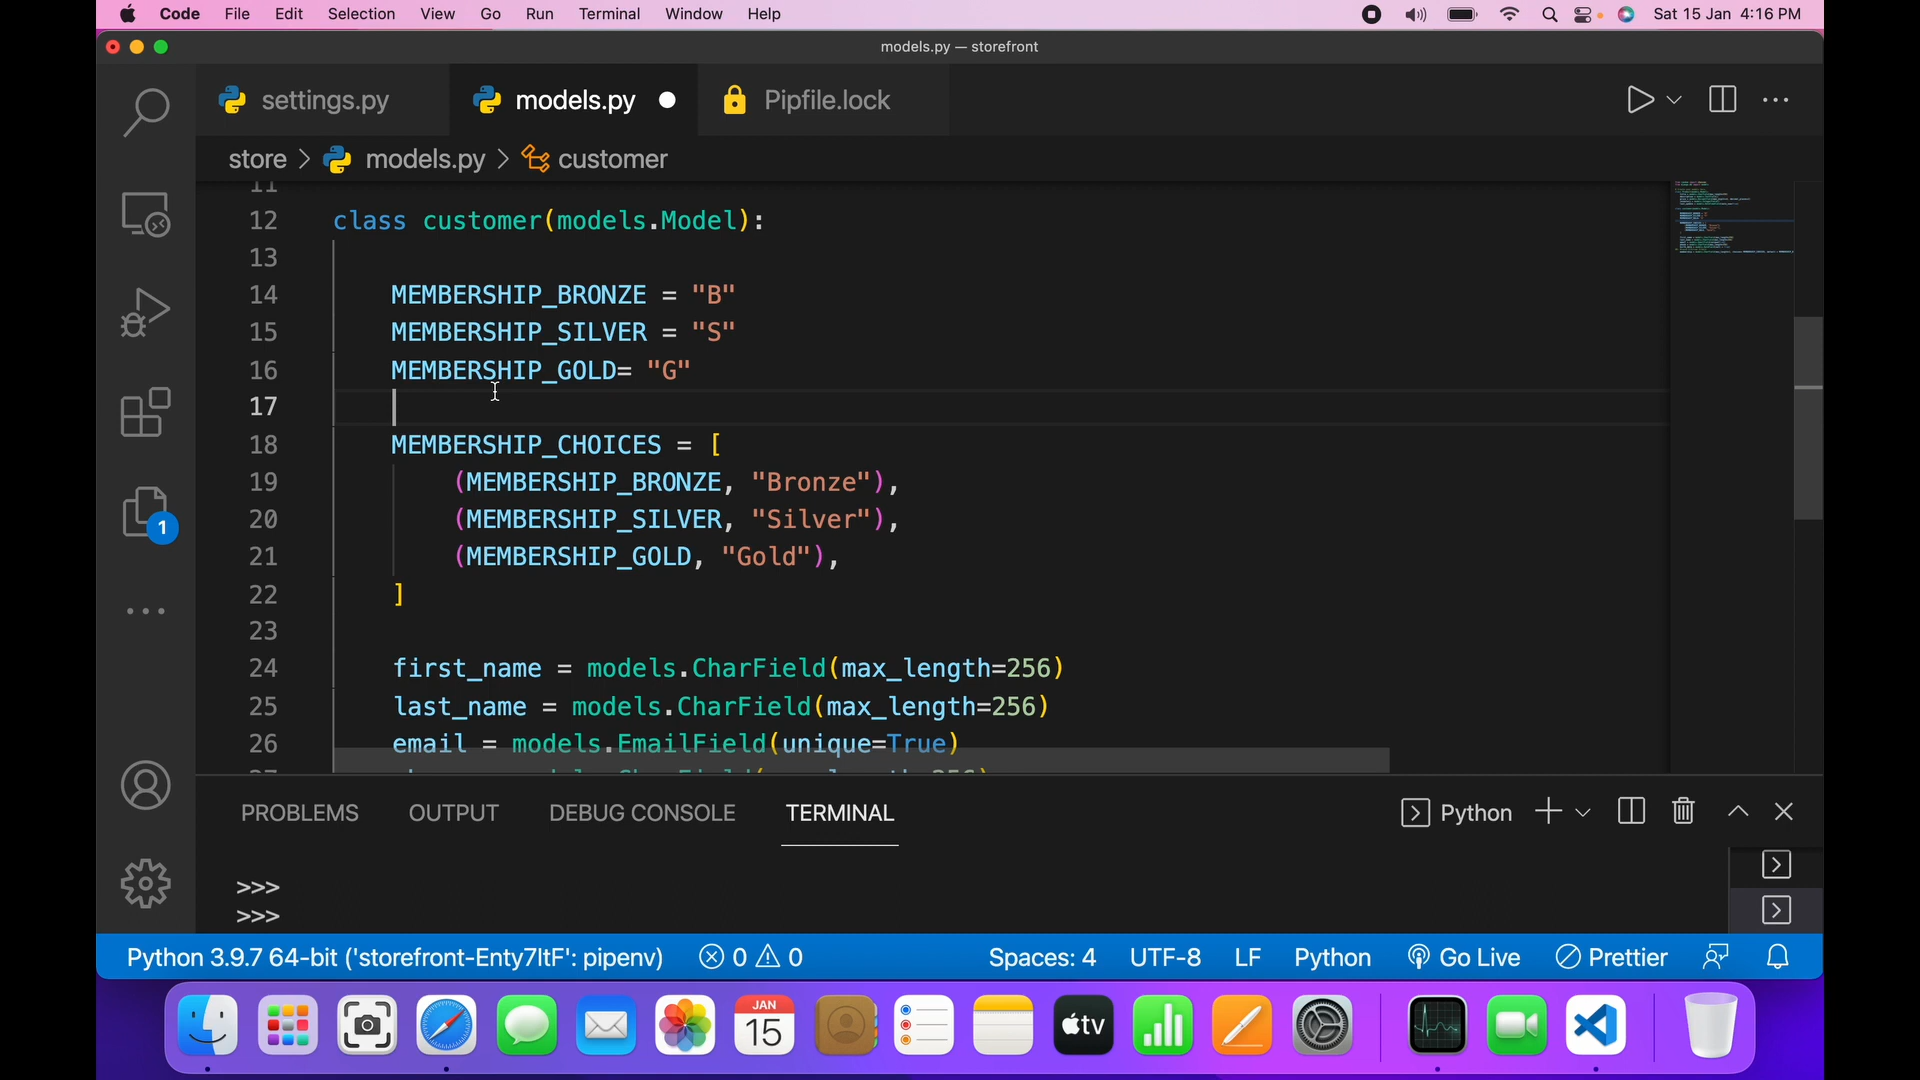 Code File Edit Selection View Go Run Terminal Window Help Sat 15 Jan 4:16 PM
models.py — storefront
settings.py models.py Pipfile.lock
store > models.py > customer
11
12 class customer(models.Model):
13
14 MEMBERSHIP_BRONZE = "B"
15 MEMBERSHIP_SILVER = "S"
16 MEMBERSHIP_GOLD= "G"
17
18 MEMBERSHIP_CHOICES = [
19 (MEMBERSHIP_BRONZE, "Bronze"),
20 (MEMBERSHIP_SILVER, "Silver"),
21 (MEMBERSHIP_GOLD, "Gold"),
22 ]
23
24 first_name = models.CharField(max_length=256)
25 last_name = models.CharField(max_length=256)
26 email = models.EmailField(unique=True)
1
PROBLEMS OUTPUT DEBUG CONSOLE TERMINAL Python
>>>
>>>
Python 3.9.7 64-bit ('storefront-Enty7ltF': pipenv) 0 0 Spaces: 4 UTF-8 LF Python Go Live Prettier
JAN
15
tv